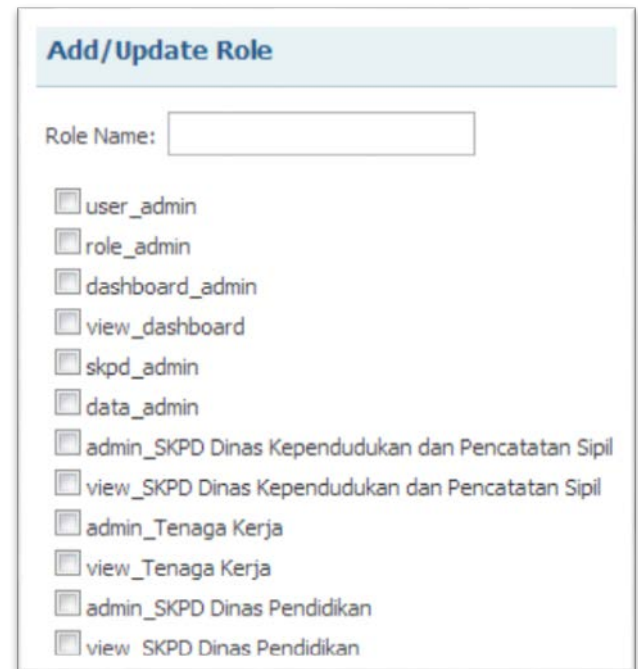 Add/Update Role
Role Name:
user_admin
role_admin
dashboard_admin
view_dashboard
skpd_admin
data_admin
admin_SKPD Dinas Kependudukan dan Pencatatan Sipil
view_SKPD Dinas Kependudukan dan Pencatatan Sipil
admin_Tenaga Kerja
view_Tenaga Kerja
admin_SKPD Dinas Pendidikan
view_SKPD Dinas Pendidikan